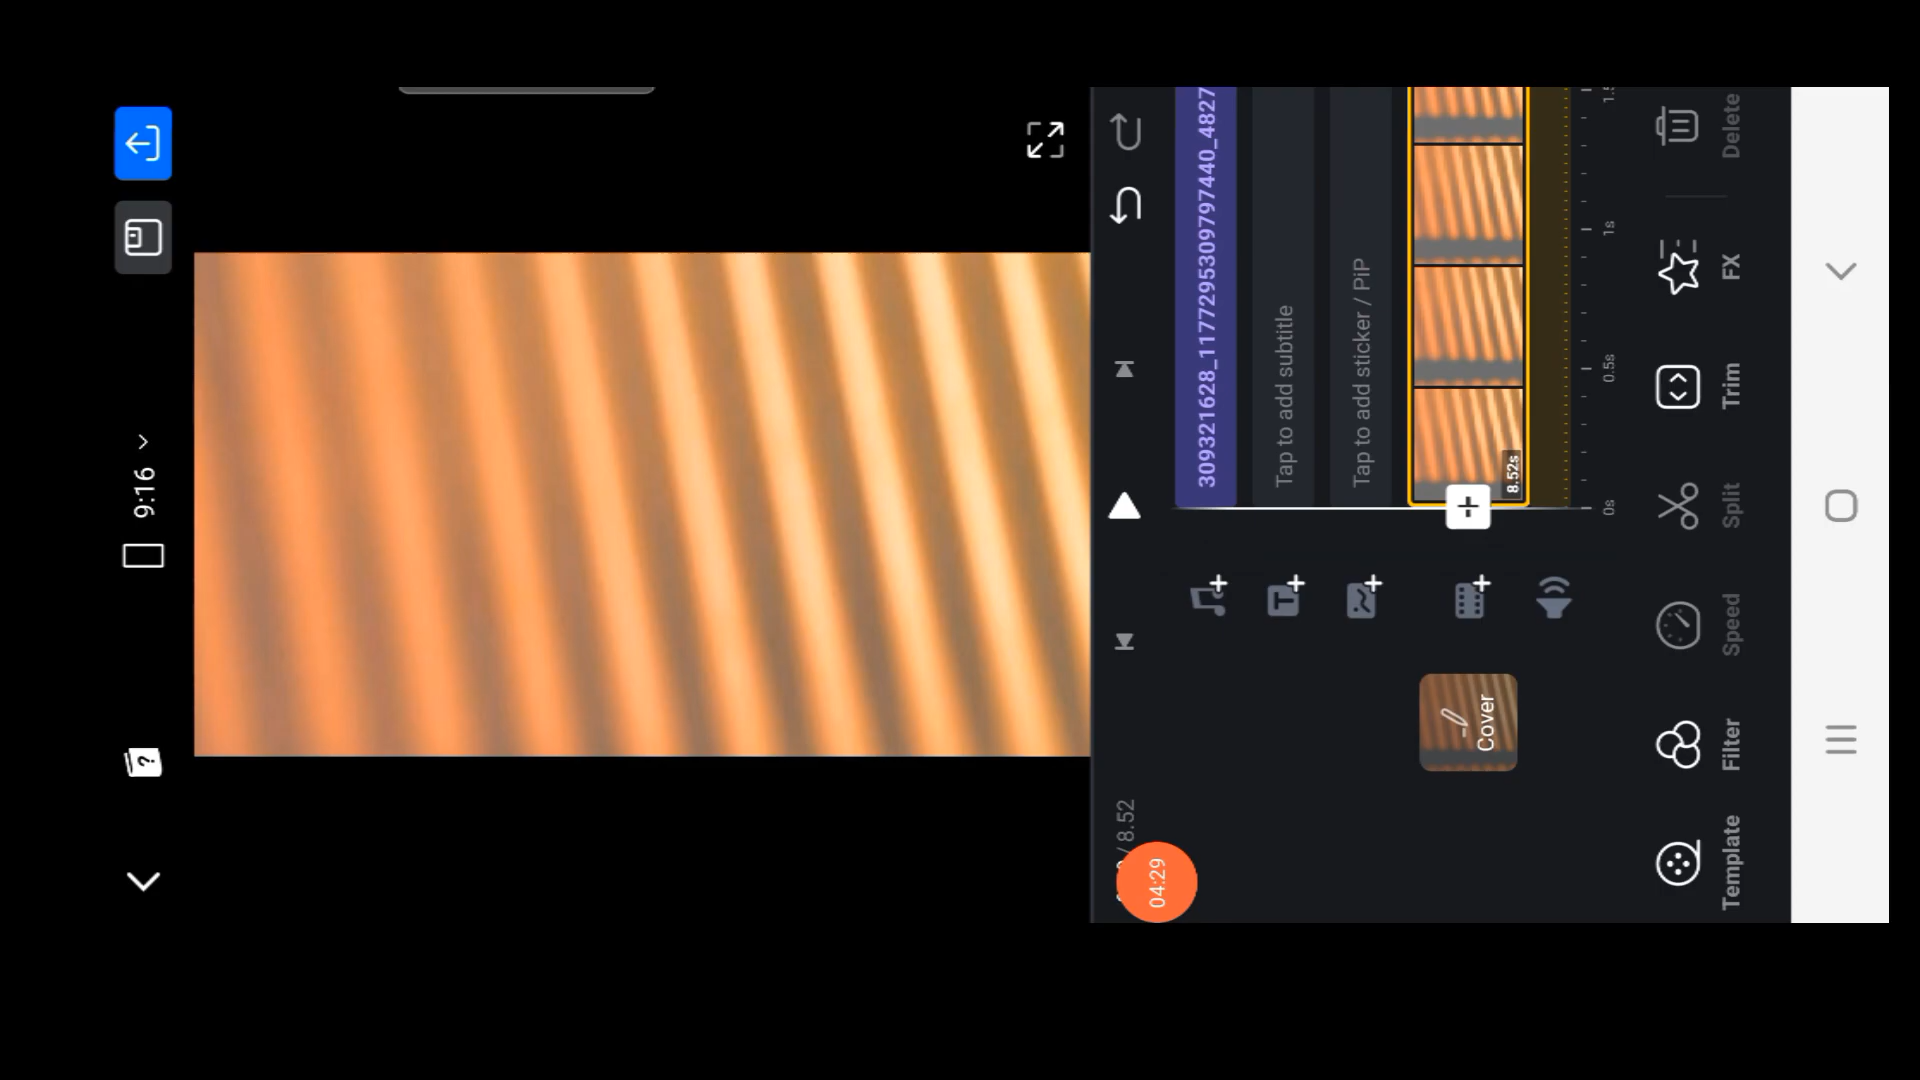 9:16
?
/ 8.52
04:29
309321628_1177295309797440_4827
Tap to add subtitle
Tap to add sticker / PiP
Cover
8.52s
0s
0.5s
1s
Template
Filter
Speed
Split
Trim
FX
Delete